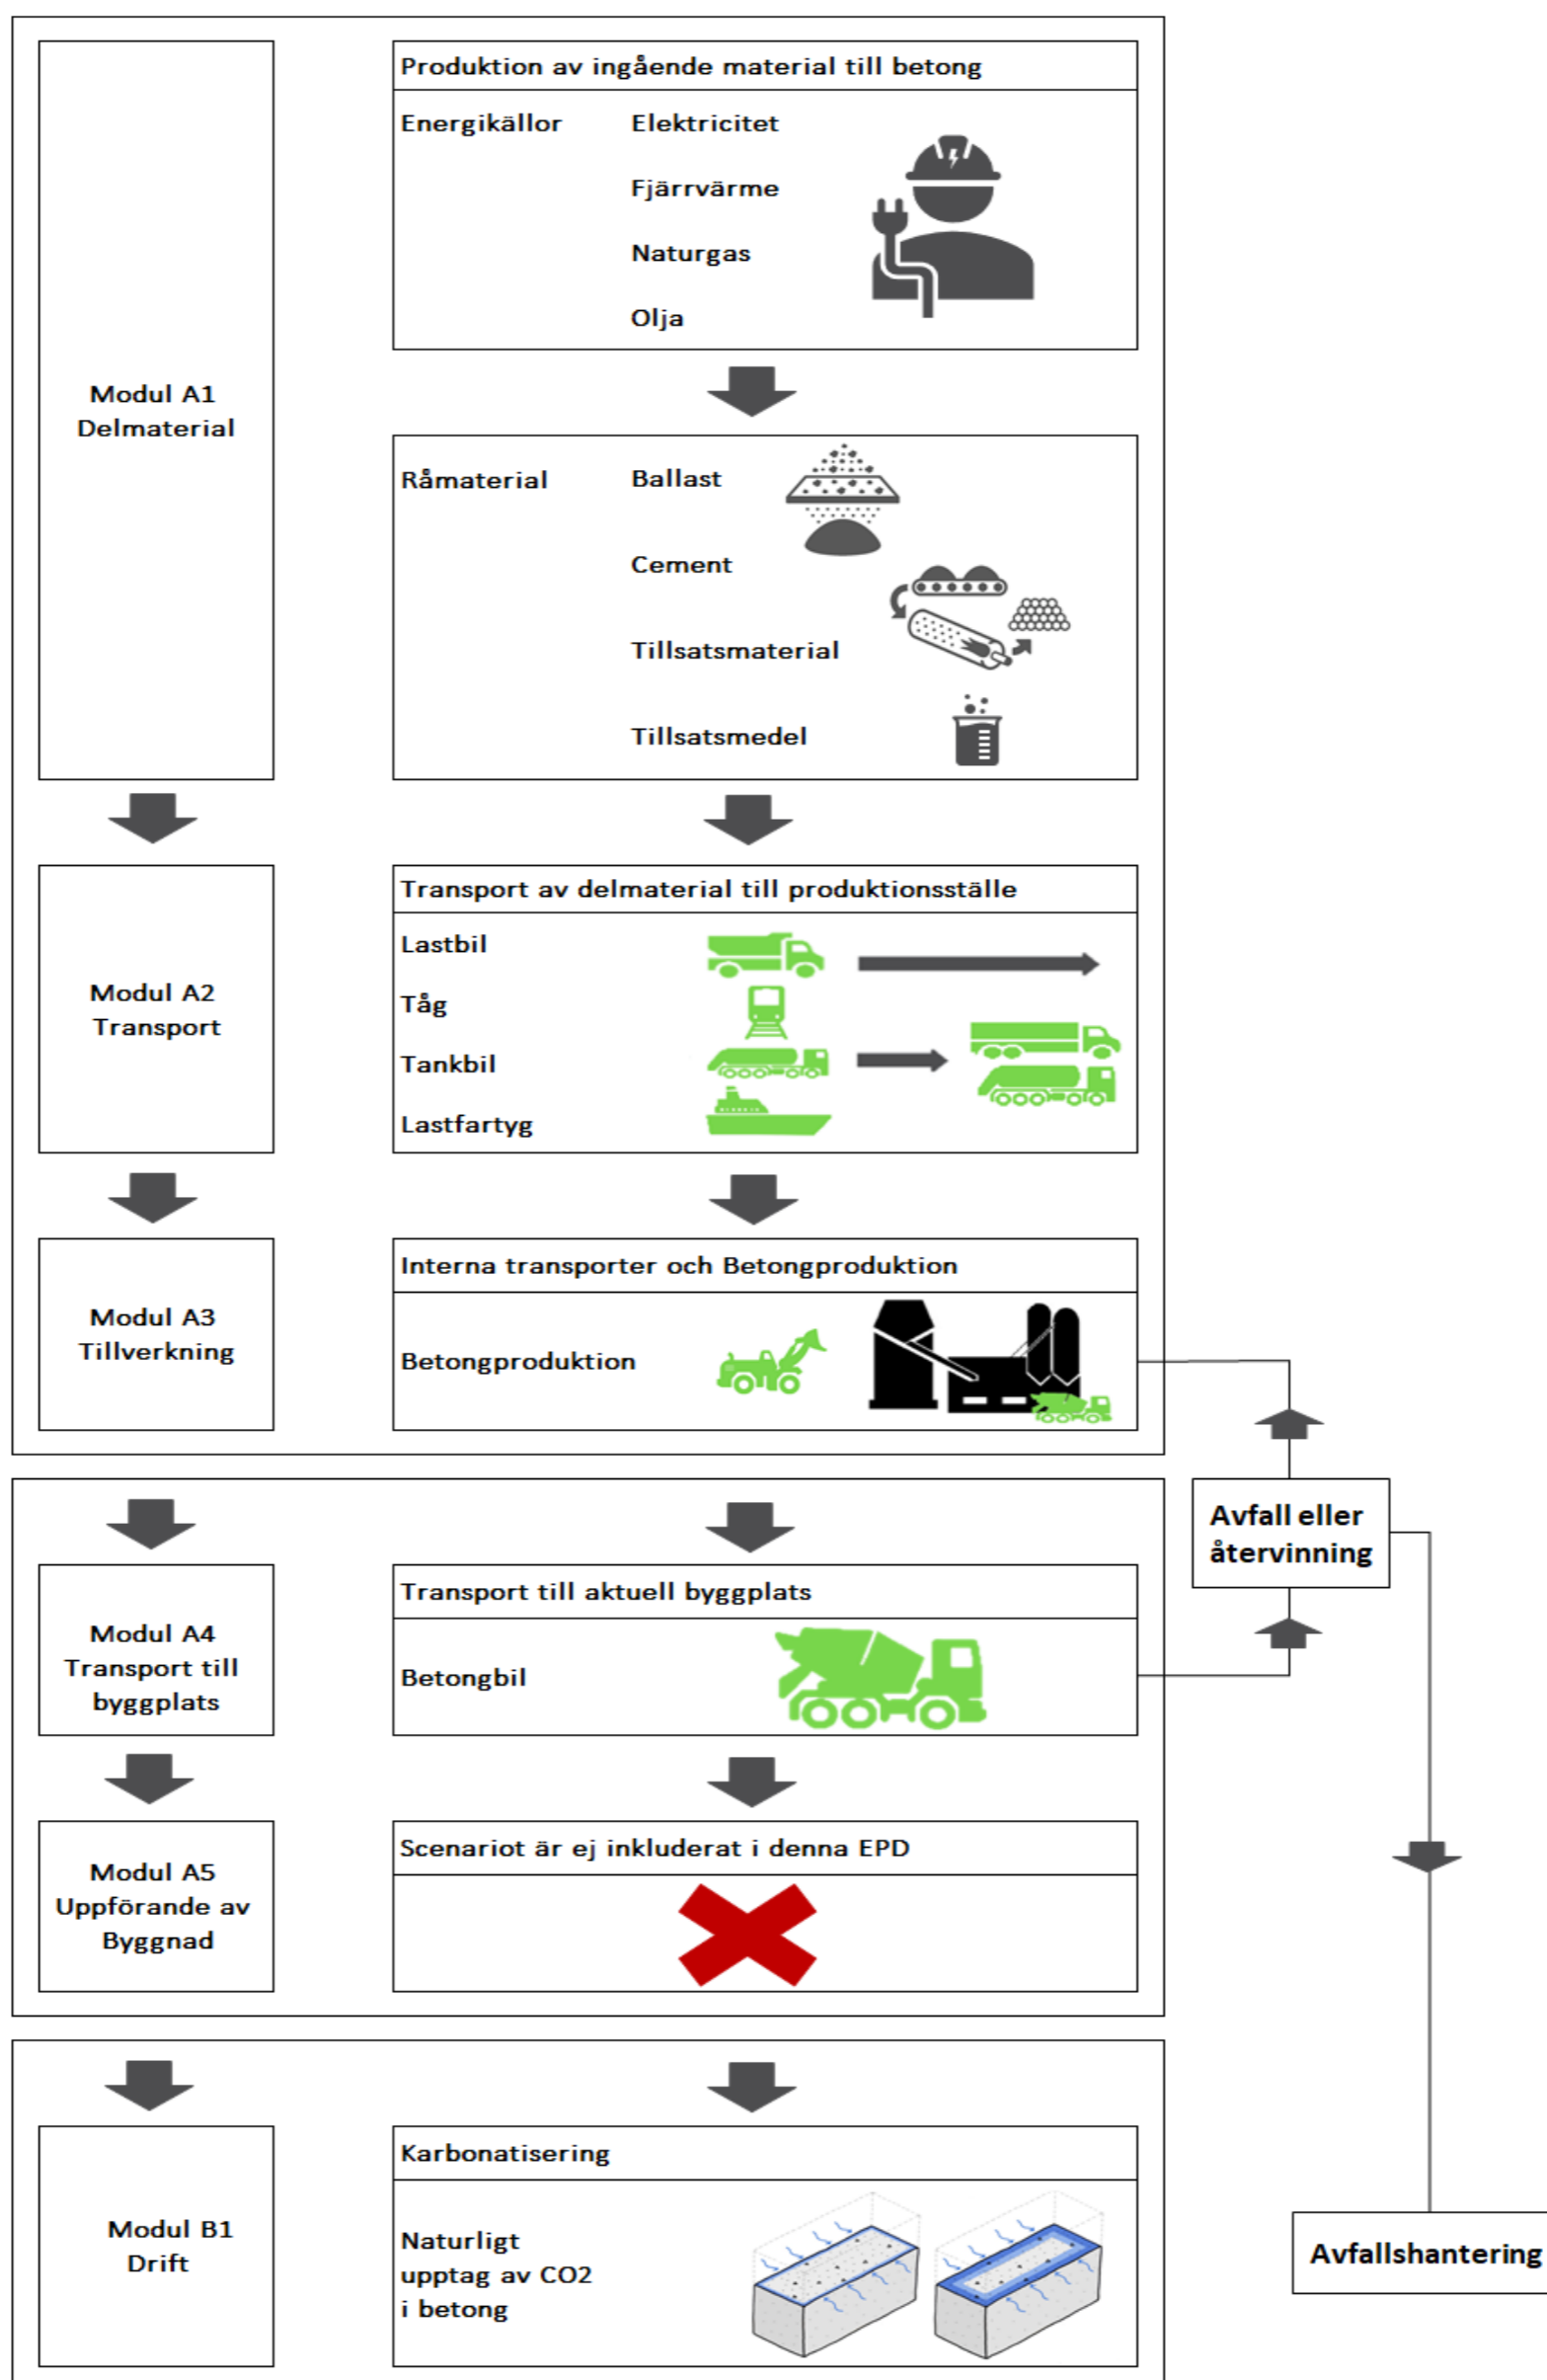 Produktion av ingående material till betong
Energikällor Elektricitet
Fjärrvärme
Naturgas
Olja
Modul A1
Delmaterial
Råmaterial Ballast
Cement
Tillsatsmaterial
Tillsatsmedel
Transport av delmaterial till produktionsställe
Modul A2
Transport
Lastbil
Tåg
Tankbil
Lastfartyg
Interna transporter och Betongproduktion
Modul A3
Tillverkning
Betongproduktion
Avfall eller
återvinning
Transport till aktuell byggplats
Modul A4
Transport till
byggplats
Betongbil
Scenariot är ej inkluderat i denna EPD
Modul A5
Uppförande av
Byggnad
Karbonatisering
Modul B1
Drift
Naturligt
upptag av CO2
i betong
Avfallshantering